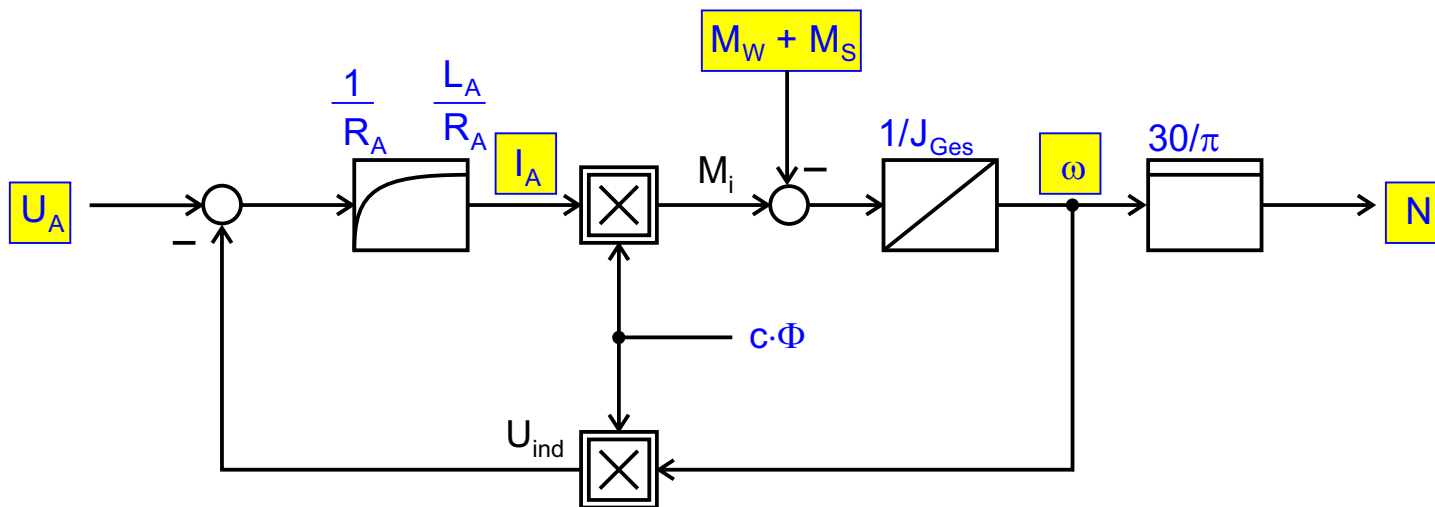 M_W + M_S
1/R_A
L_A/R_A
I_A
M_i
–
1/J_Ges
ω
30/π
U_A
–
N
c·Φ
U_ind